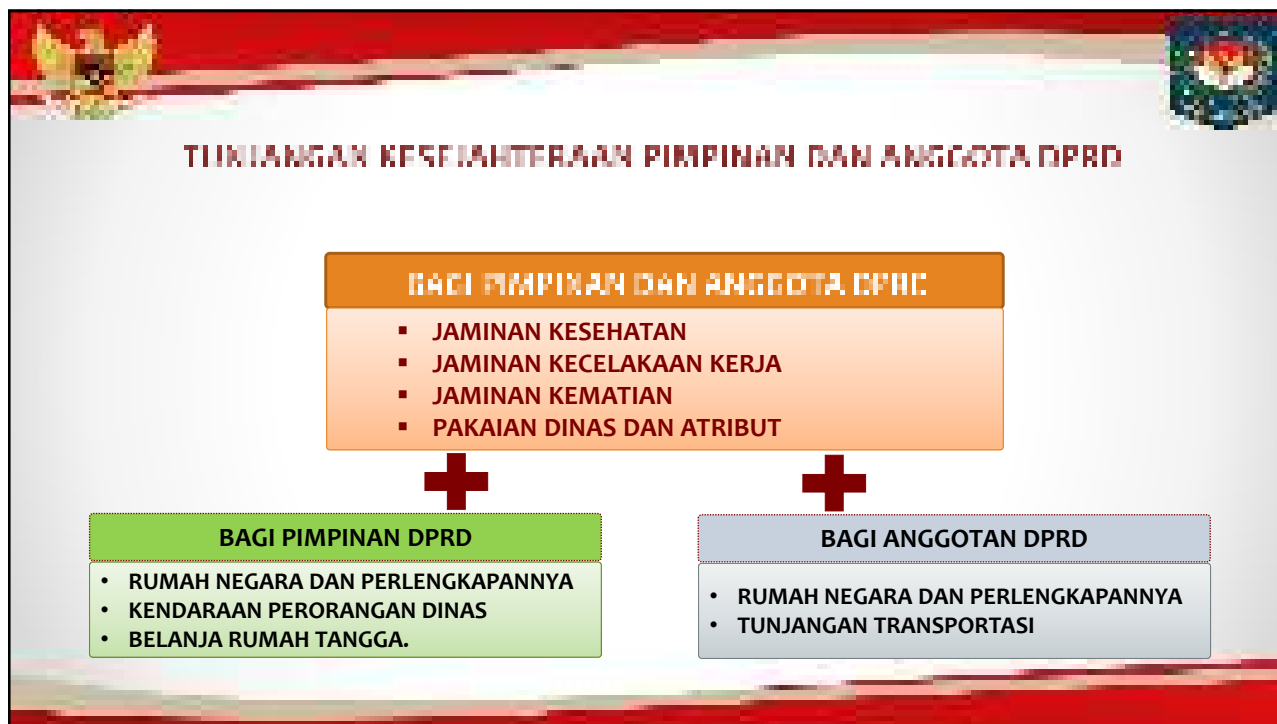 TUNJANGAN KESEJAHTERAAN PIMPINAN DAN ANGGOTA DPRD
BAGI PIMPINAN DAN ANGGOTA DPRD
▪ JAMINAN KESEHATAN
▪ JAMINAN KECELAKAAN KERJA
▪ JAMINAN KEMATIAN
▪ PAKAIAN DINAS DAN ATRIBUT
BAGI PIMPINAN DPRD
• RUMAH NEGARA DAN PERLENGKAPANNYA
• KENDARAAN PERORANGAN DINAS
• BELANJA RUMAH TANGGA.
BAGI ANGGOTAN DPRD
• RUMAH NEGARA DAN PERLENGKAPANNYA
• TUNJANGAN TRANSPORTASI